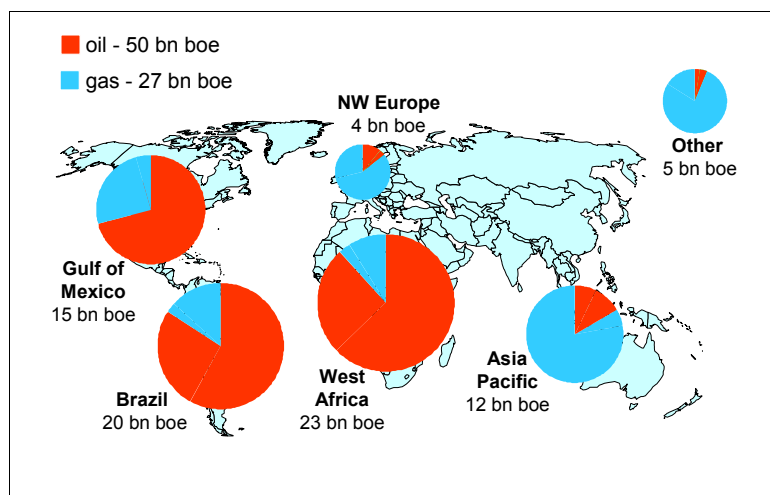 oil - 50 bn boe
gas - 27 bn boe
NW Europe
4 bn boe
Other
5 bn boe
Gulf of
Mexico
15 bn boe
Brazil
20 bn boe
West
Africa
23 bn boe
Asia
Pacific
12 bn boe